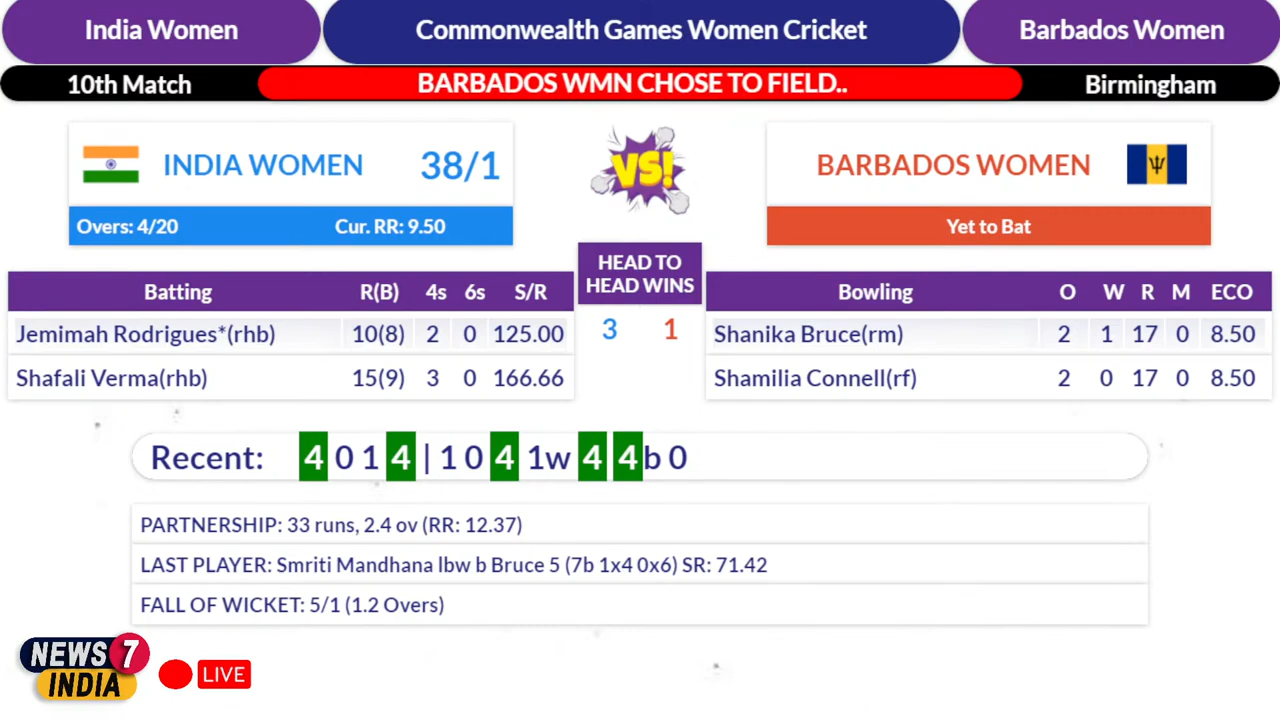 India Women Commonwealth Games Women Cricket Barbados Women
10th Match BARBADOS WMN CHOSE TO FIELD.. Birmingham
INDIA WOMEN 38/1 VS! BARBADOS WOMEN
Overs: 4/20 Cur. RR: 9.50 Yet to Bat
HEAD TO
HEAD WINS
Batting R(B) 4s 6s S/R Bowling O W R M ECO
Jemimah Rodrigues*(rhb) 10(8) 2 0 125.00 3 1 Shanika Bruce(rm) 2 1 17 0 8.50
Shafali Verma(rhb) 15(9) 3 0 166.66 Shamilia Connell(rf) 2 0 17 0 8.50
Recent: 4 0 1 4 | 1 0 4 1w 4 4b 0
PARTNERSHIP: 33 runs, 2.4 ov (RR: 12.37)
LAST PLAYER: Smriti Mandhana lbw b Bruce 5 (7b 1x4 0x6) SR: 71.42
FALL OF WICKET: 5/1 (1.2 Overs)
NEWS 7
INDIA
LIVE